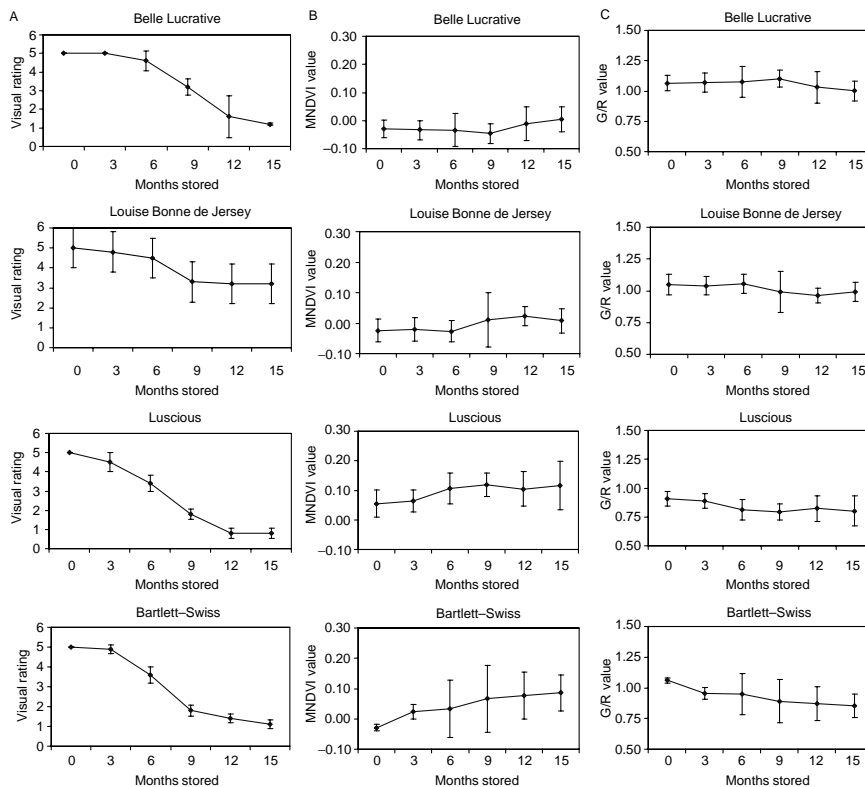 A
Belle Lucrative
Visual rating
6
5
4
3
2
1
0
0 3 6 9 12 15
Months stored
Louise Bonne de Jersey
Visual rating
6
5
4
3
2
1
0
0 3 6 9 12 15
Months stored
Luscious
Visual rating
6
5
4
3
2
1
0
0 3 6 9 12 15
Months stored
Bartlett–Swiss
Visual rating
6
5
4
3
2
1
0
0 3 6 9 12 15
Months stored
B
Belle Lucrative
MNDVI value
0.30
0.20
0.10
0.00
–0.10
0 3 6 9 12 15
Months stored
Louise Bonne de Jersey
MNDVI value
0.30
0.20
0.10
0.00
–0.10
0 3 6 9 12 15
Months stored
Luscious
MNDVI value
0.30
0.20
0.10
0.00
–0.10
0 3 6 9 12 15
Months stored
Bartlett–Swiss
MNDVI value
0.30
0.20
0.10
0.00
–0.10
0 3 6 9 12 15
Months stored
C
Belle Lucrative
G/R value
1.50
1.25
1.00
0.75
0.50
0 3 6 9 12 15
Months stored
Louise Bonne de Jersey
G/R value
1.50
1.25
1.00
0.75
0.50
0 3 6 9 12 15
Months stored
Luscious
G/R value
1.50
1.25
1.00
0.75
0.50
0 3 6 9 12 15
Months stored
Bartlett–Swiss
G/R value
1.50
1.25
1.00
0.75
0.50
0 3 6 9 12 15
Months stored